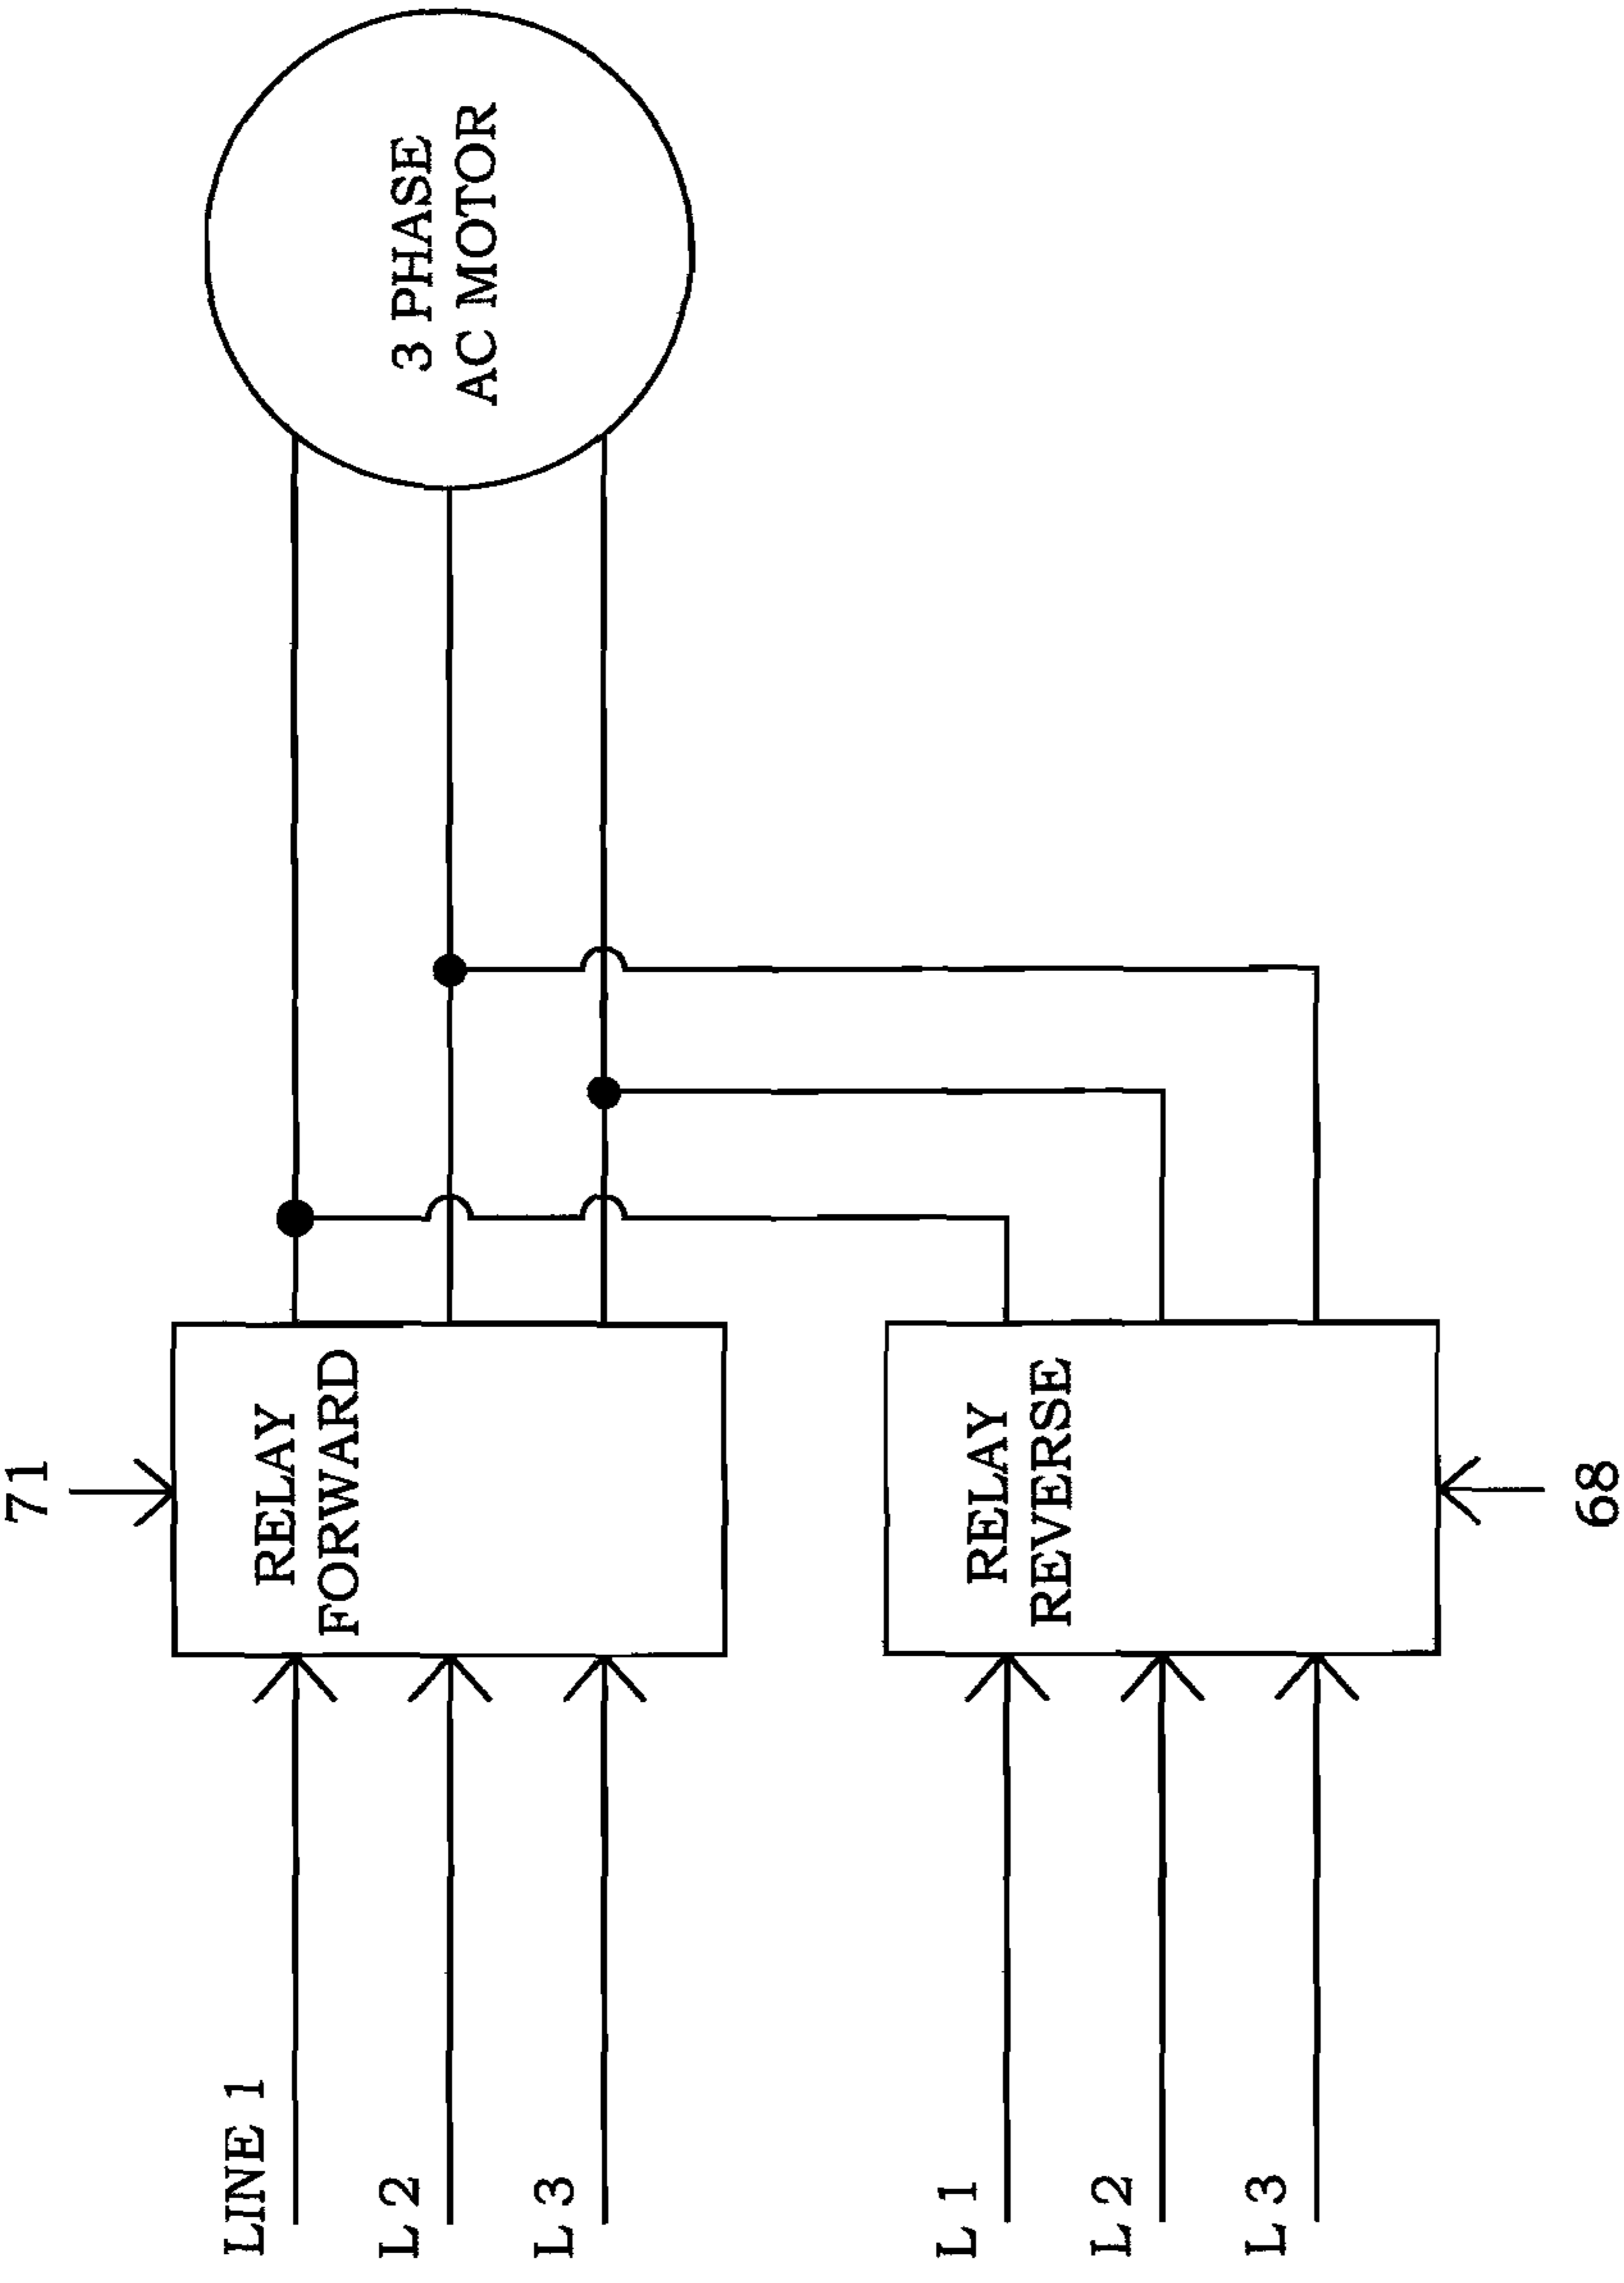 71
LINE 1
L 2
L 3
RELAY
FORWARD
3 PHASE
AC MOTOR
L 1
L 2
L 3
RELAY
REVERSE
68